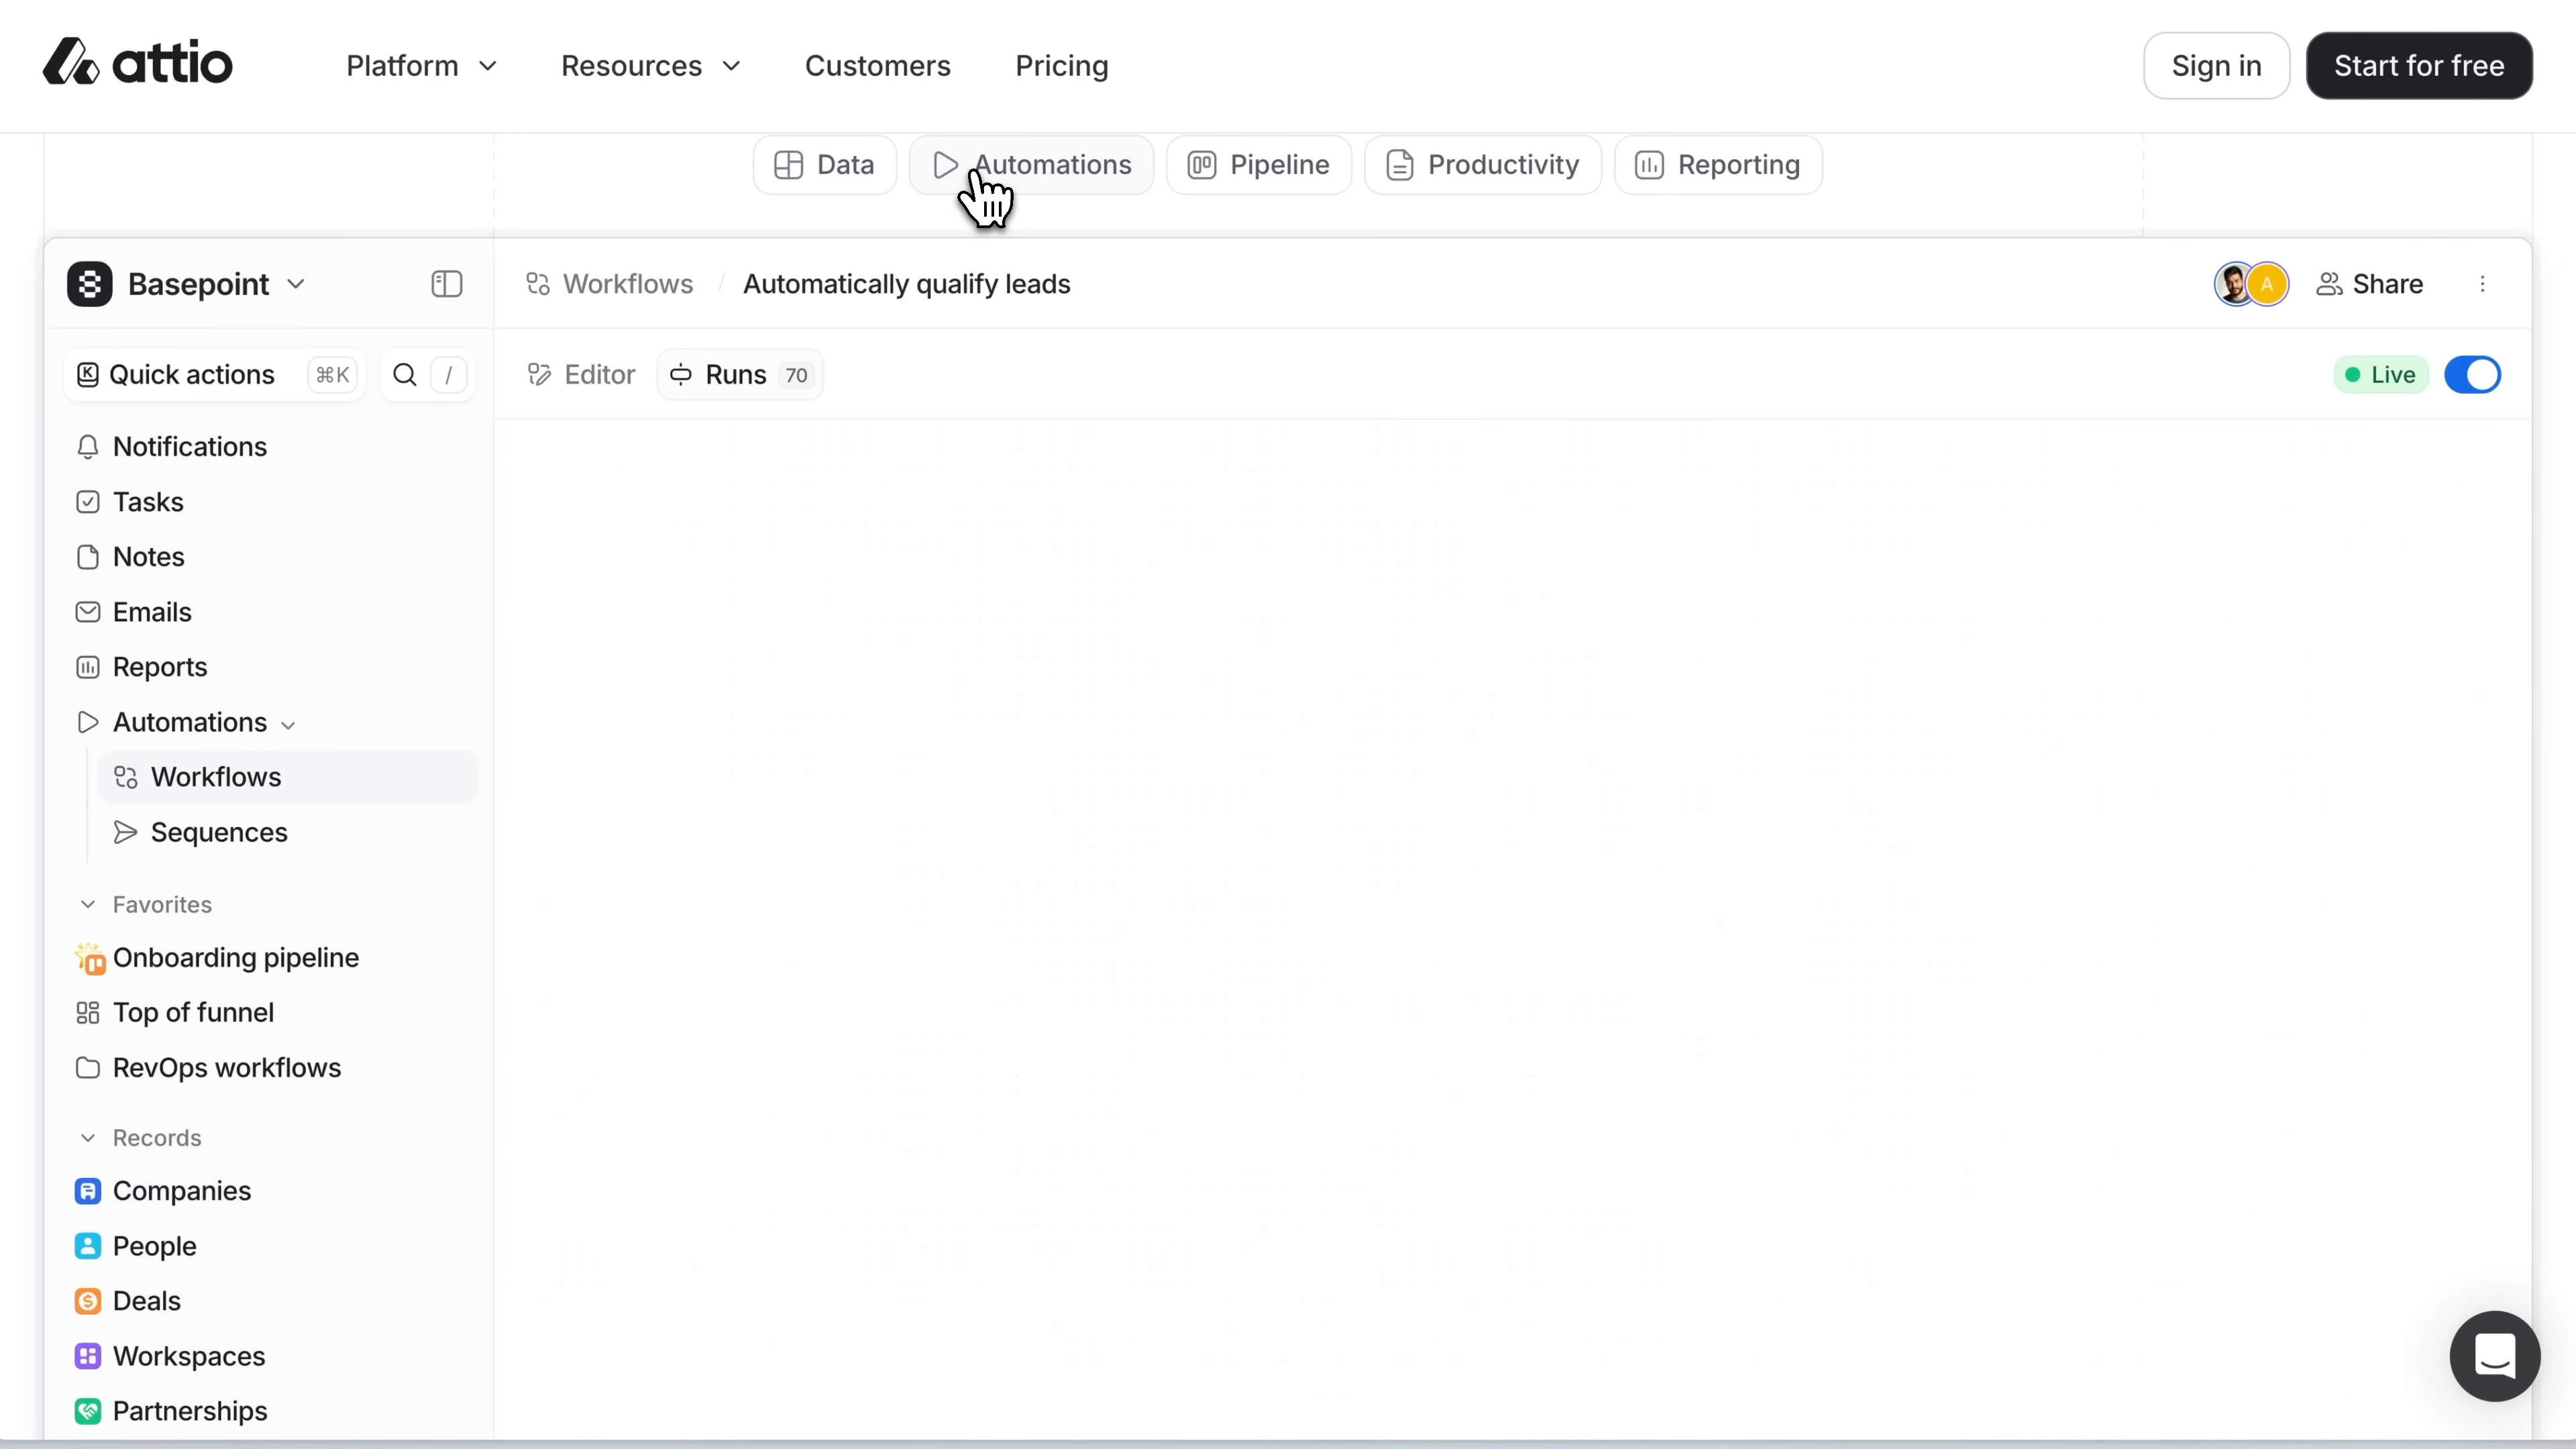 attio Platform Resources Customers Pricing Sign in Start for free
Data Automations Pipeline Productivity Reporting
Basepoint
Workflows / Automatically qualify leads
A Share
Quick actions ⌘K /
Editor Runs 70
Live
Notifications
Tasks
Notes
Emails
Reports
Automations
Workflows
Sequences
Favorites
Onboarding pipeline
Top of funnel
RevOps workflows
Records
Companies
People
Deals
Workspaces
Partnerships